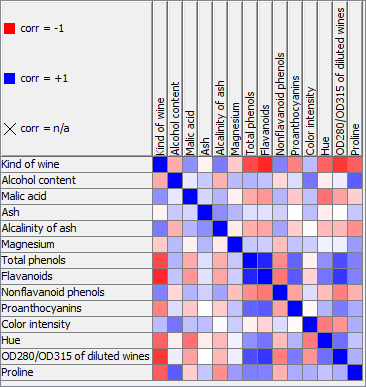 corr = -1
corr = +1
corr = n/a
Kind of wine
Alcohol content
Malic acid
Ash
Alcalinity of ash
Magnesium
Total phenols
Flavanoids
Nonflavanoid phenols
Proanthocyanins
Color intensity
Hue
OD280/OD315 of diluted wines
Proline
Kind of wine
Alcohol content
Malic acid
Ash
Alcalinity of ash
Magnesium
Total phenols
Flavanoids
Nonflavanoid phenols
Proanthocyanins
Color intensity
Hue
OD280/OD315 of diluted wines
Proline